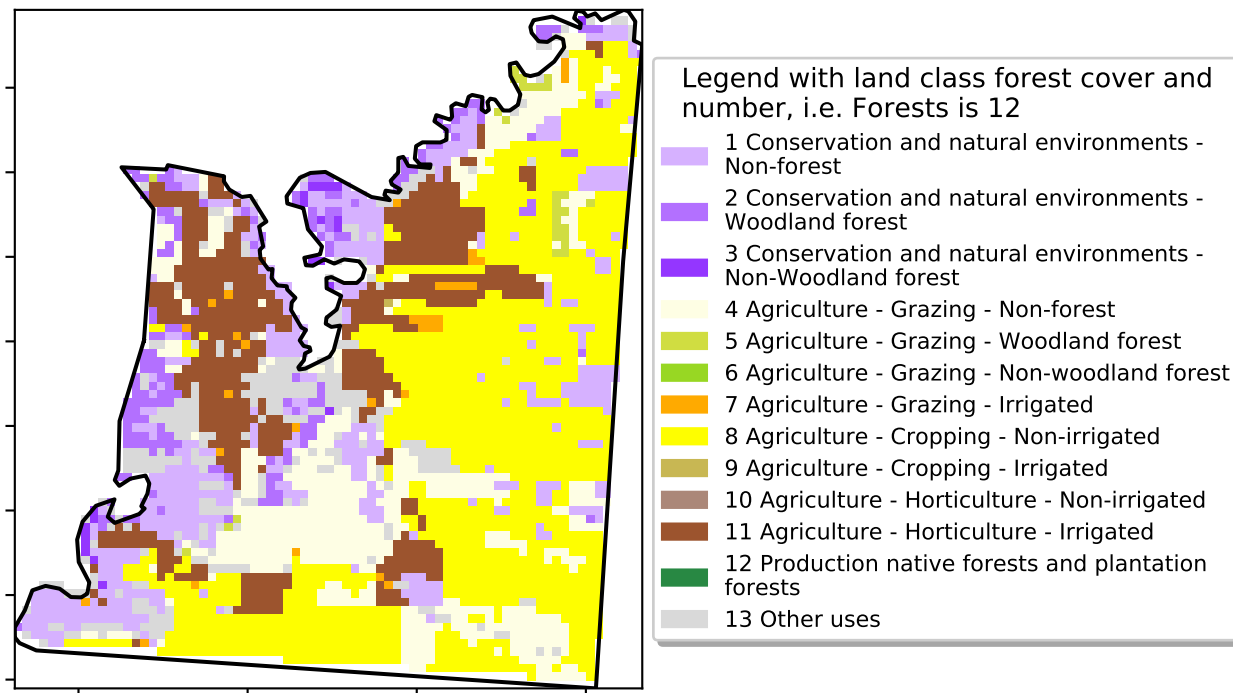 Legend with land class forest cover and
number, i.e. Forests is 12
1 Conservation and natural environments -
Non-forest
2 Conservation and natural environments -
Woodland forest
3 Conservation and natural environments -
Non-Woodland forest
4 Agriculture - Grazing - Non-forest
5 Agriculture - Grazing - Woodland forest
6 Agriculture - Grazing - Non-woodland forest
7 Agriculture - Grazing - Irrigated
8 Agriculture - Cropping - Non-irrigated
9 Agriculture - Cropping - Irrigated
10 Agriculture - Horticulture - Non-irrigated
11 Agriculture - Horticulture - Irrigated
12 Production native forests and plantation
forests
13 Other uses